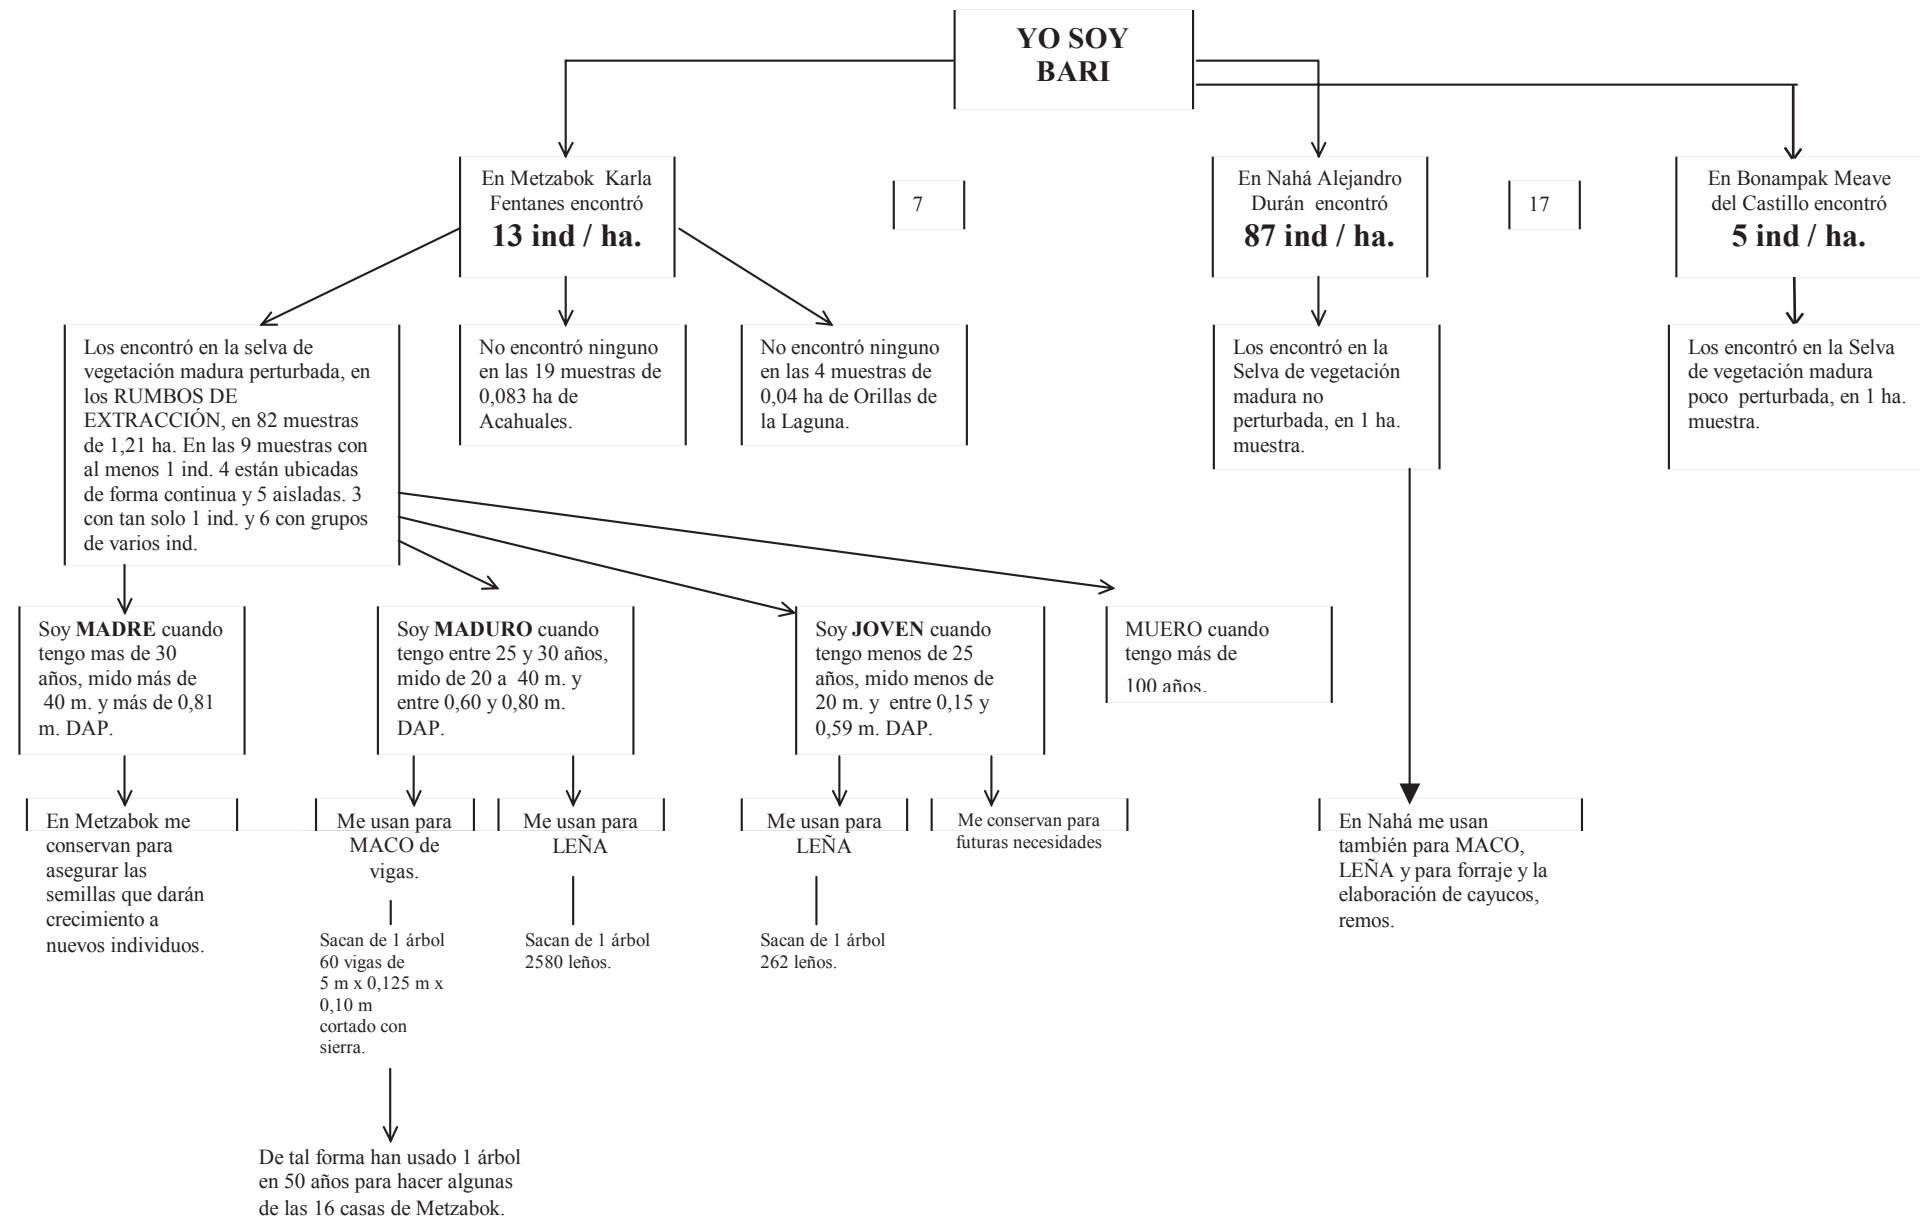 YO SOY
BARI
En Metzabok Karla
Fentanes encontró
13 ind / ha.
7
En Nahá Alejandro
Durán encontró
87 ind / ha.
17
En Bonampak Meave
del Castillo encontró
5 ind / ha.
Los encontró en la selva de
vegetación madura perturbada, en
los RUMBOS DE
EXTRACCIÓN, en 82 muestras
de 1,21 ha. En las 9 muestras con
al menos 1 ind. 4 están ubicadas
de forma continua y 5 aisladas. 3
con tan solo 1 ind. y 6 con grupos
de varios ind.
No encontró ninguno
en las 19 muestras de
0,083 ha de
Acahuales.
No encontró ninguno
en las 4 muestras de
0,04 ha de Orillas de
la Laguna.
Los encontró en la
Selva de vegetación
madura no
perturbada, en 1 ha.
muestra.
Los encontró en la Selva
de vegetación madura
poco perturbada, en 1 ha.
muestra.
Soy MADRE cuando
tengo mas de 30
años, mido más de
40 m. y más de 0,81
m. DAP.
Soy MADURO cuando
tengo entre 25 y 30 años,
mido de 20 a 40 m. y
entre 0,60 y 0,80 m.
DAP.
Soy JOVEN cuando
tengo menos de 25
años, mido menos de
20 m. y entre 0,15 y
0,59 m. DAP.
MUERO cuando
tengo más de
100 años.
En Metzabok me
conservan para
asegurar las
semillas que darán
crecimiento a
nuevos individuos.
Me usan para
MACO de
vigas.
Me usan para
LEÑA
Me usan para
LEÑA
Me conservan para
futuras necesidades
En Nahá me usan
también para MACO,
LEÑA y para forraje y la
elaboración de cayucos,
remos.
Sacan de 1 árbol
60 vigas de
5 m x 0,125 m x
0,10 m
cortado con
sierra.
Sacan de 1 árbol
2580 leños.
Sacan de 1 árbol
262 leños.
De tal forma han usado 1 árbol
en 50 años para hacer algunas
de las 16 casas de Metzabok.